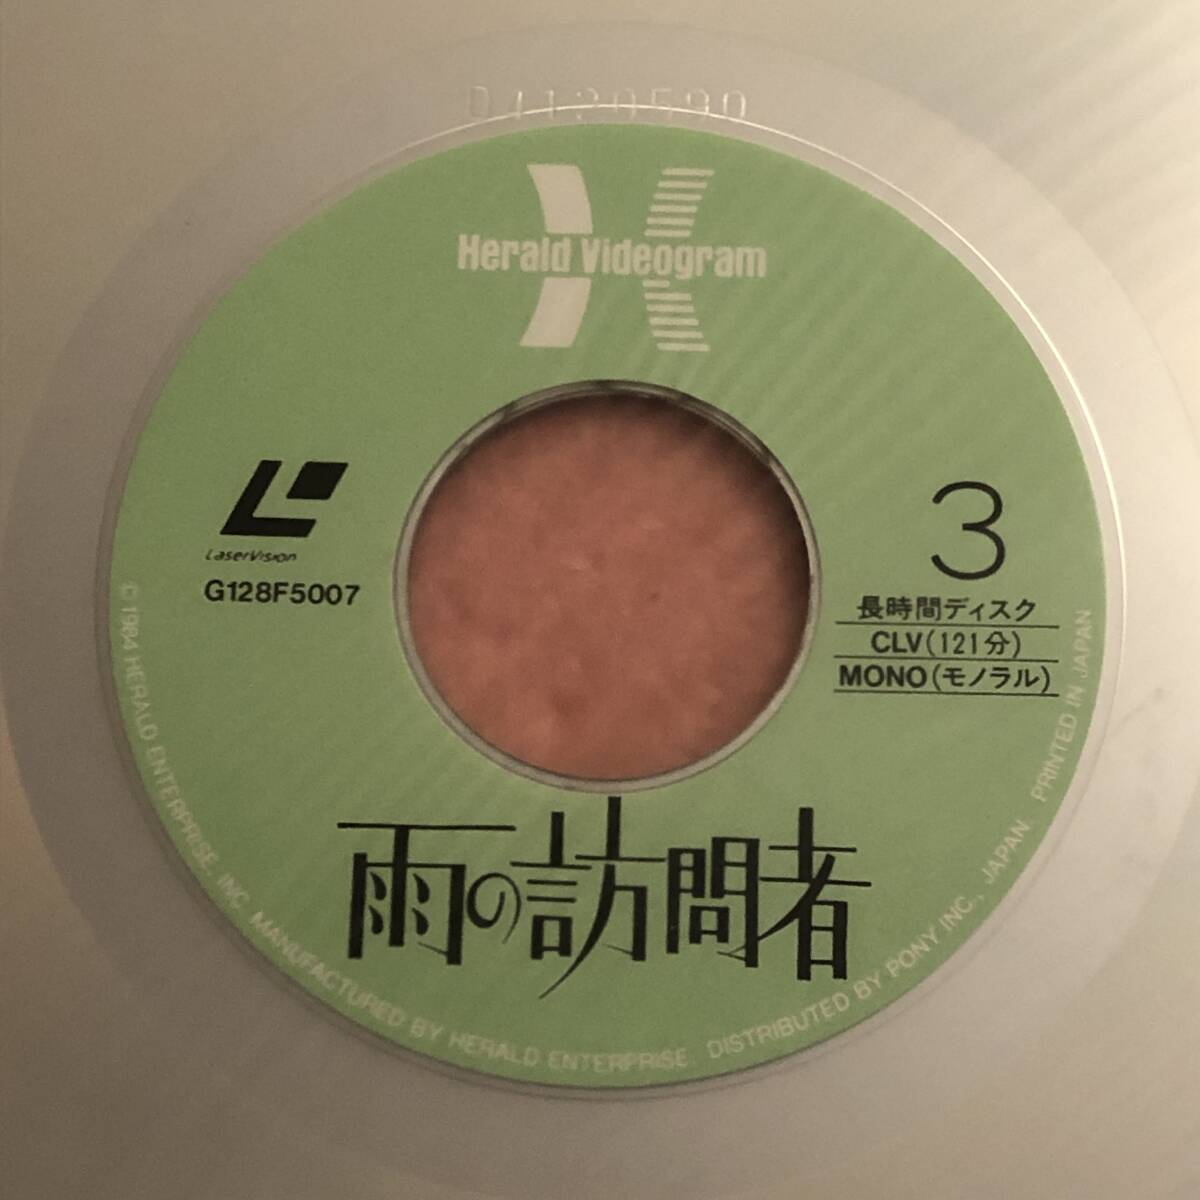 04120590
Herald Videogram
LaserVision
G128F5007
3
長時間ディスク
CLV(121分)
MONO(モノラル)
雨の訪問者
© 1984 HERALD ENTERPRISE. INC. MANUFACTURED BY HERALD ENTERPRISE. DISTRIBUTED BY PONY INC., JAPAN. PRINTED IN JAPAN